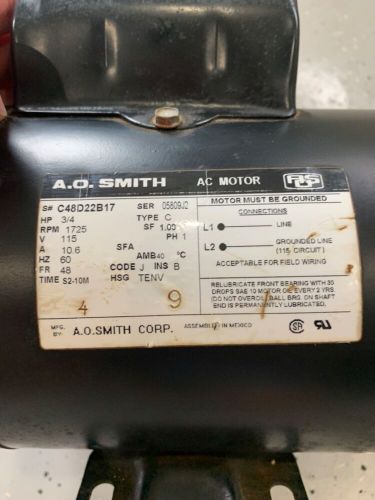 A.O. SMITH AC MOTOR AOS
S# C48D22B17 SER 05809J2
HP 3/4 TYPE C
RPM 1725 SF 1.00
V 115 PH 1
A 10.6 SFA
HZ 60 AMB 40 °C
FR 48 CODE J INS B
TIME S2-10M HSG TENV
4 9
MOTOR MUST BE GROUNDED
CONNECTIONS
L1 LINE
L2 GROUNDED LINE
(115 CIRCUIT)
ACCEPTABLE FOR FIELD WIRING
RELUBRICATE FRONT BEARING WITH 30
DROPS SAE 10 MOTOR OIL EVERY 2 YRS.
(DO NOT OVEROIL) BALL BRG. ON SHAFT
END IS PERMANENTLY LUBRICATED.
MFG. BY: A.O. SMITH CORP. ASSEMBLED IN MEXICO